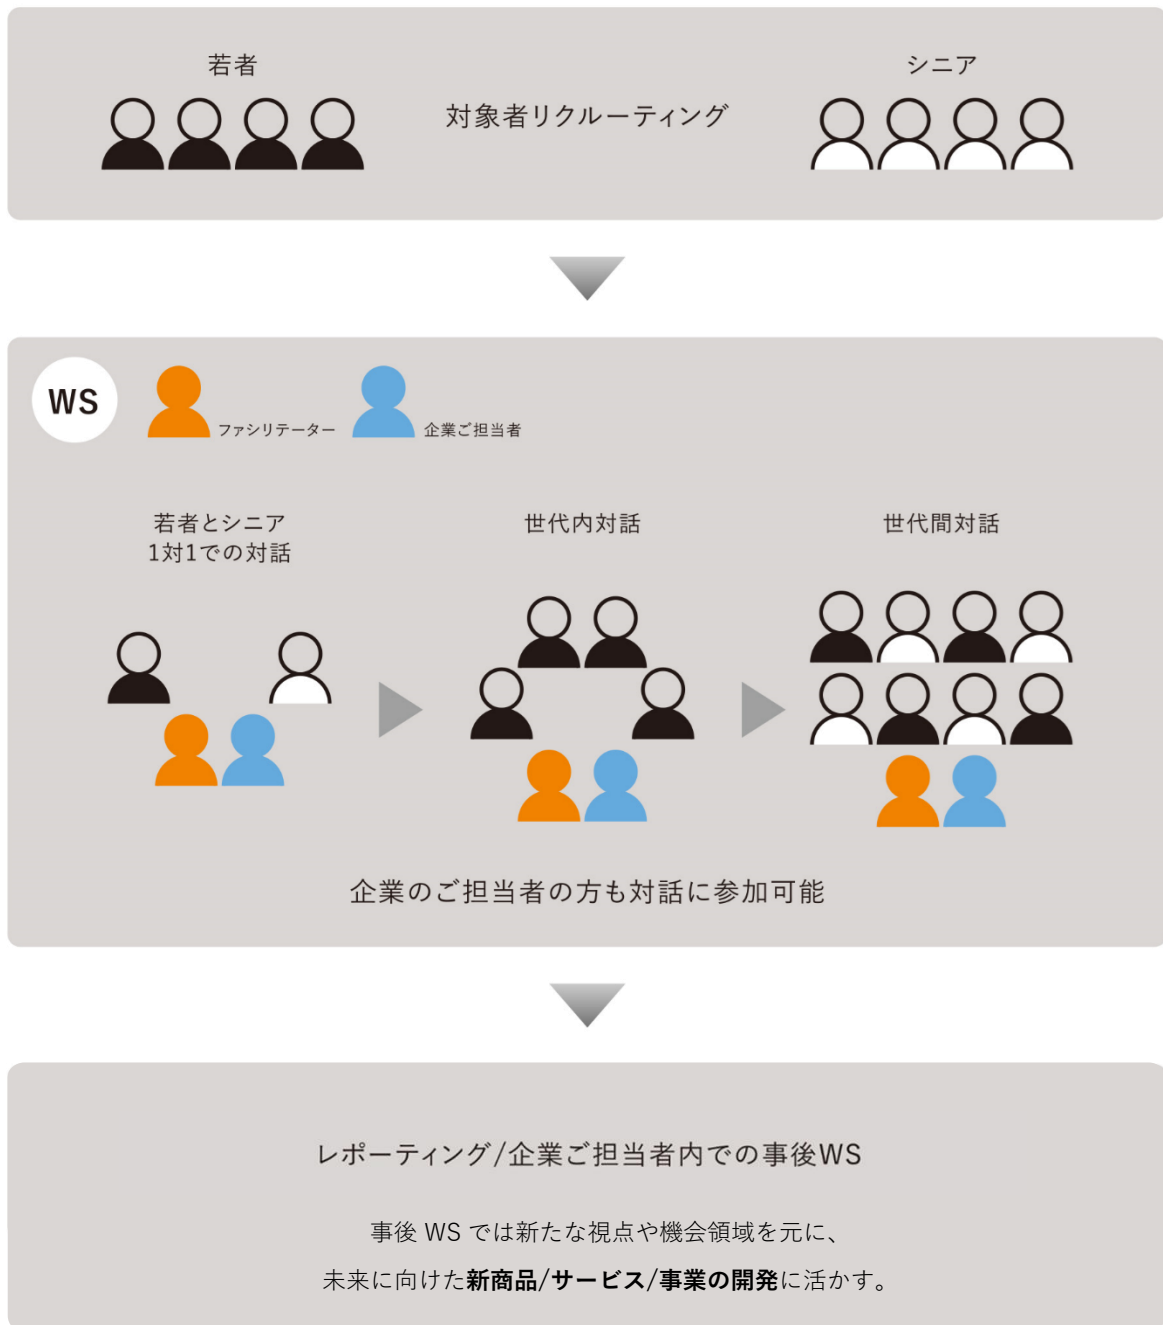 若者
対象者リクルーティング
シニア
WS
ファシリテーター
企業ご担当者
若者とシニア
1対1での対話
世代内対話
世代間対話
企業のご担当者の方も対話に参加可能
レポーティング/企業ご担当者内での事後WS
事後 WS では新たな視点や機会領域を元に、
未来に向けた新商品/サービス/事業の開発に活かす。